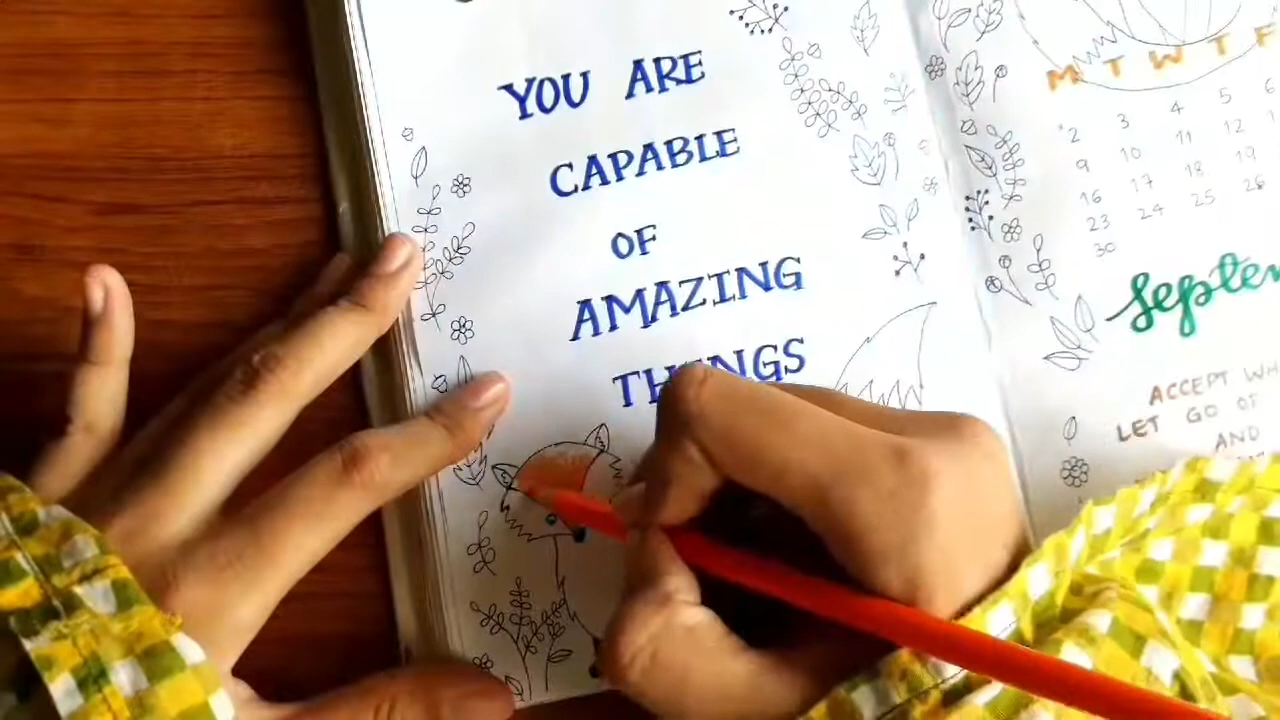 YOU ARE
CAPABLE
OF
AMAZING
THINGS
M T W T F
2 3 4 5 6
9 10 11 12
16 17 18 19
23 24 25 26
30
Septem
ACCEPT WH
LET GO OF
AND